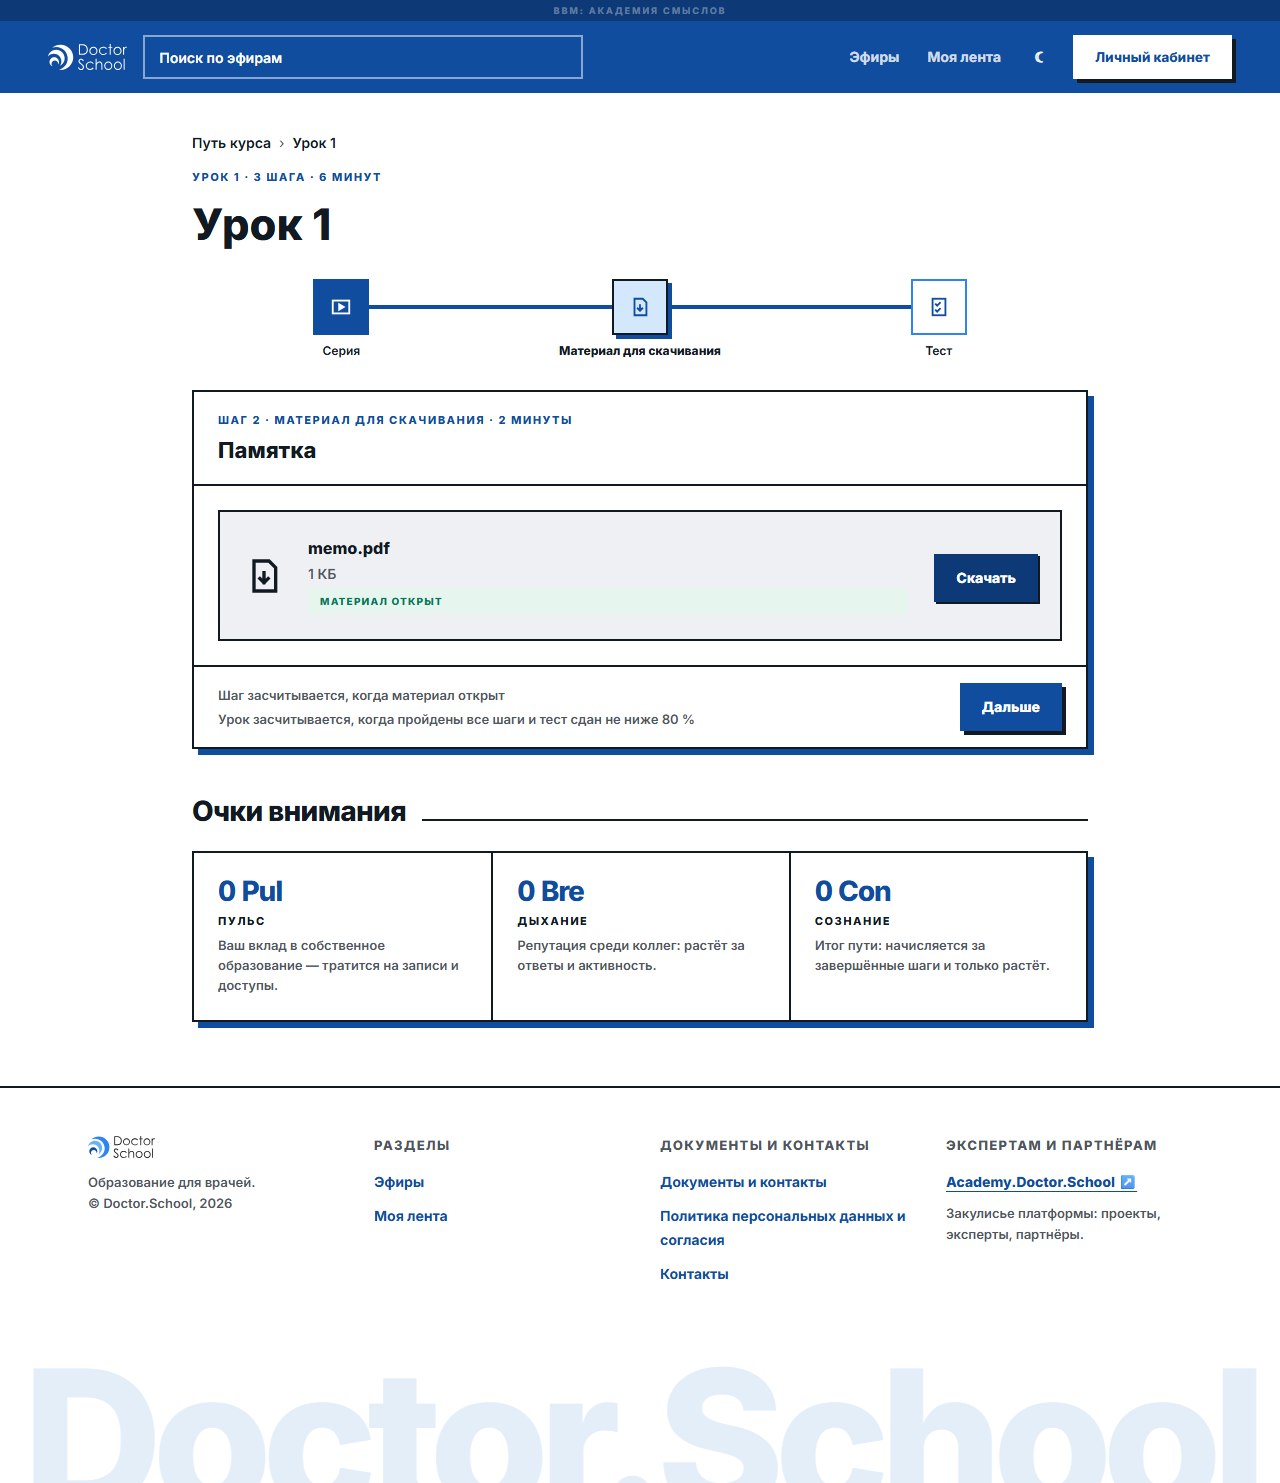 ВВМ: АКАДЕМИЯ СМЫСЛОВ
Doctor
School
Поиск по эфирам
Эфиры
Моя лента
Личный кабинет
Путь курса › Урок 1
УРОК 1 · 3 ШАГА · 6 МИНУТ
Урок 1
Серия
Материал для скачивания
Тест
ШАГ 2 · МАТЕРИАЛ ДЛЯ СКАЧИВАНИЯ · 2 МИНУТЫ
Памятка
memo.pdf
1 КБ
МАТЕРИАЛ ОТКРЫТ
Скачать
Шаг засчитывается, когда материал открыт
Урок засчитывается, когда пройдены все шаги и тест сдан не ниже 80 %
Дальше
Очки внимания
0 Pul
ПУЛЬС
Ваш вклад в собственное
образование — тратится на записи и
доступы.
0 Bre
ДЫХАНИЕ
Репутация среди коллег: растёт за
ответы и активность.
0 Con
СОЗНАНИЕ
Итог пути: начисляется за
завершённые шаги и только растёт.
Doctor
School
Образование для врачей.
© Doctor.School, 2026
РАЗДЕЛЫ
Эфиры
Моя лента
ДОКУМЕНТЫ И КОНТАКТЫ
Документы и контакты
Политика персональных данных и
согласия
Контакты
ЭКСПЕРТАМ И ПАРТНЁРАМ
Academy.Doctor.School
Закулисье платформы: проекты,
эксперты, партнёры.
Doctor.School